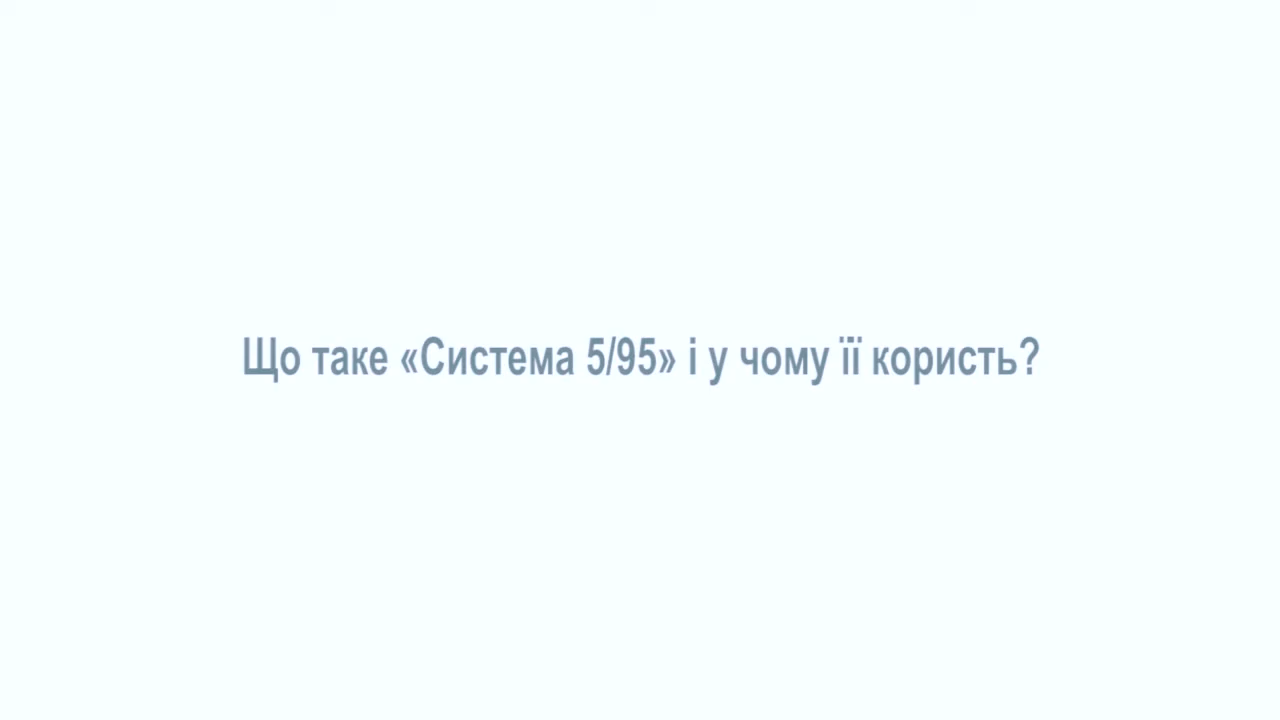 Що таке «Система 5/95» і у чому її користь?